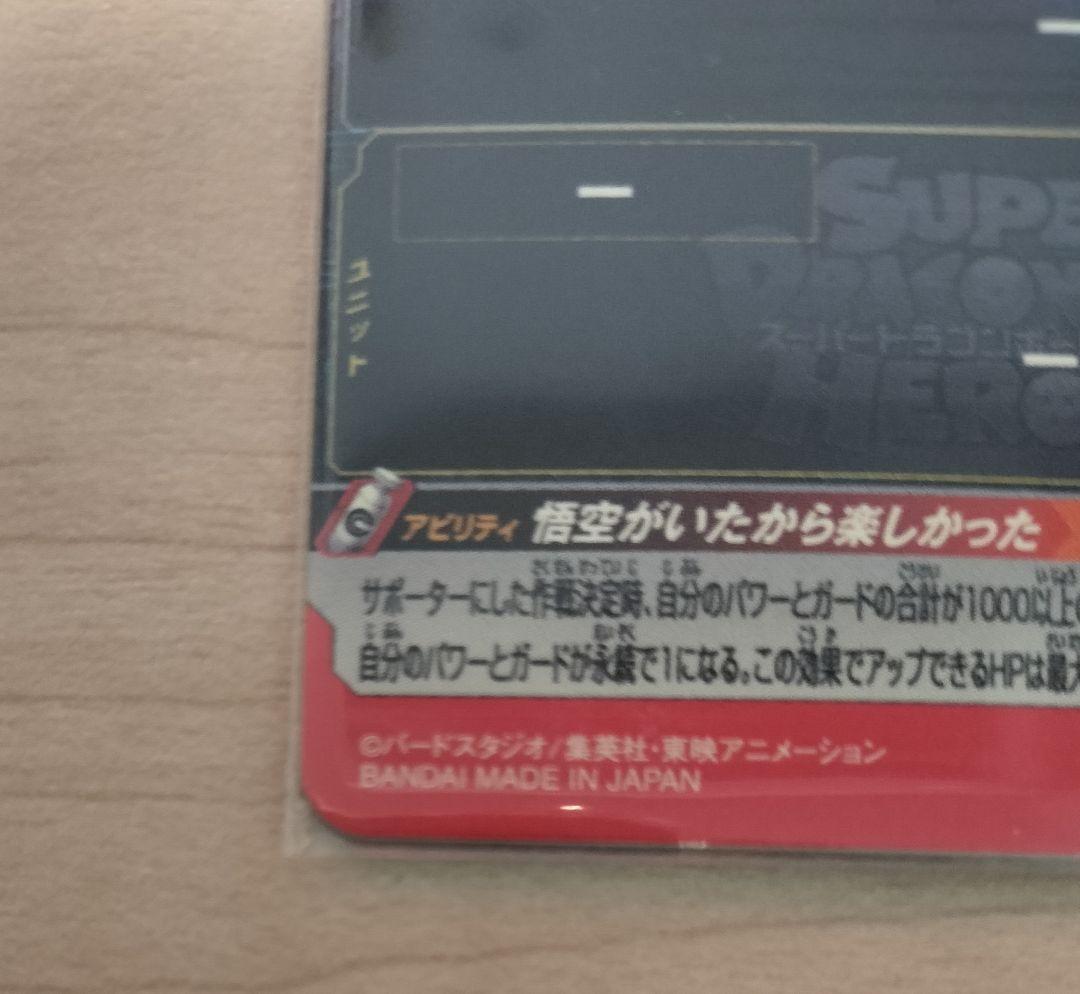 SUPE
DRAGON
スーパードラゴンボ
HERO
ユニット
アビリティ 悟空がいたから楽しかった
サポーターにした作戦決定時、自分のパワーとガードの合計が1000以上
自分のパワーとガードが永続で1になる。この効果でアップできるHPは最大
©バードスタジオ/集英社・東映アニメーション
BANDAI MADE IN JAPAN